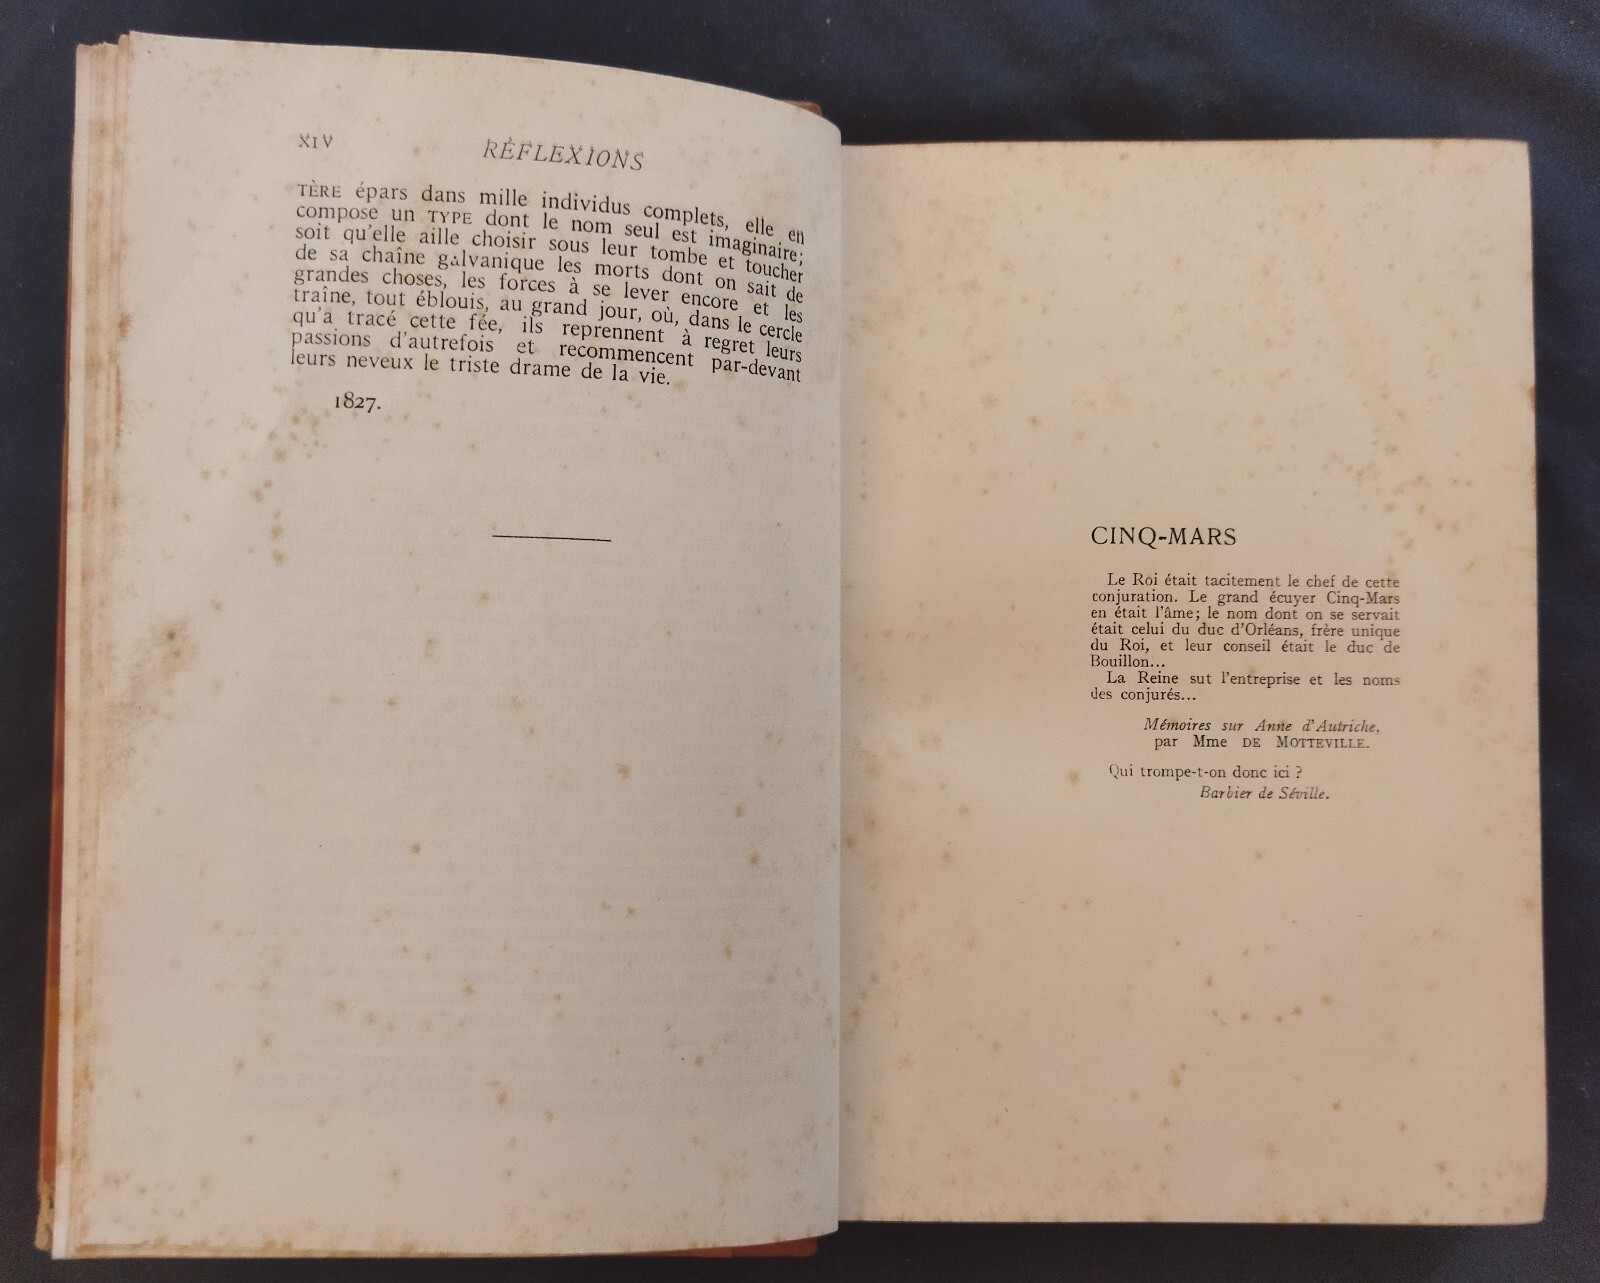 XIV
RÉFLEXIONS
TÈRE épars dans mille individus complets, elle en
compose un TYPE dont le nom seul est imaginaire;
soit qu'elle aille choisir sous leur tombe et toucher
de sa chaîne galvanique les morts dont on sait de
grandes choses, les forces à se lever encore et les
traîne, tout éblouis, au grand jour, où, dans le cercle
qu'a tracé cette fée, ils reprennent à regret leurs
passions d'autrefois et recommencent par-devant
leurs neveux le triste drame de la vie.
1827.
CINQ-MARS
Le Roi était tacitement le chef de cette
conjuration. Le grand écuyer Cinq-Mars
en était l'âme; le nom dont on se servait
était celui du duc d'Orléans, frère unique
du Roi, et leur conseil était le duc de
Bouillon...
La Reine sut l'entreprise et les noms
des conjurés...
Mémoires sur Anne d'Autriche,
par Mme DE MOTTEVILLE.
Qui trompe-t-on donc ici ?
Barbier de Séville.